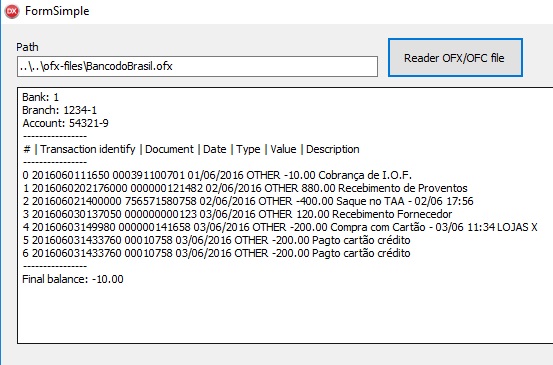 DX FormSimple
Path
..\..\ofx-files\BancodoBrasil.ofx
Reader OFX/OFC file
Bank: 1
Branch: 1234-1
Account: 54321-9
----------------
# | Transaction identify | Document | Date | Type | Value | Description
----------------
0 2016060111650 000391100701 01/06/2016 OTHER -10.00 Cobrança de I.O.F.
1 2016060202176000 000000121482 02/06/2016 OTHER 880.00 Recebimento de Proventos
2 2016060021400000 756571580758 02/06/2016 OTHER -400.00 Saque no TAA - 02/06 17:56
3 201606030137050 000000000123 03/06/2016 OTHER 120.00 Recebimento Fornecedor
4 20160603149980 000000141658 03/06/2016 OTHER -200.00 Compra com Cartão - 03/06 11:34 LOJAS X
5 201606031433760 00010758 03/06/2016 OTHER -200.00 Pagto cartão crédito
6 201606031433760 00010758 03/06/2016 OTHER -200.00 Pagto cartão crédito
----------------
Final balance: -10.00